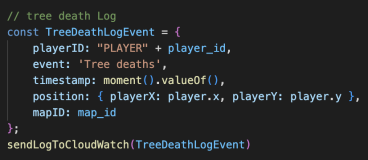 // tree death Log
const TreeDeathLogEvent = {
    playerID: "PLAYER" + player_id,
    event: 'Tree deaths',
    timestamp: moment().valueOf(),
    position: { playerX: player.x, playerY: player.y },
    mapID: map_id
};
sendLogToCloudWatch(TreeDeathLogEvent)